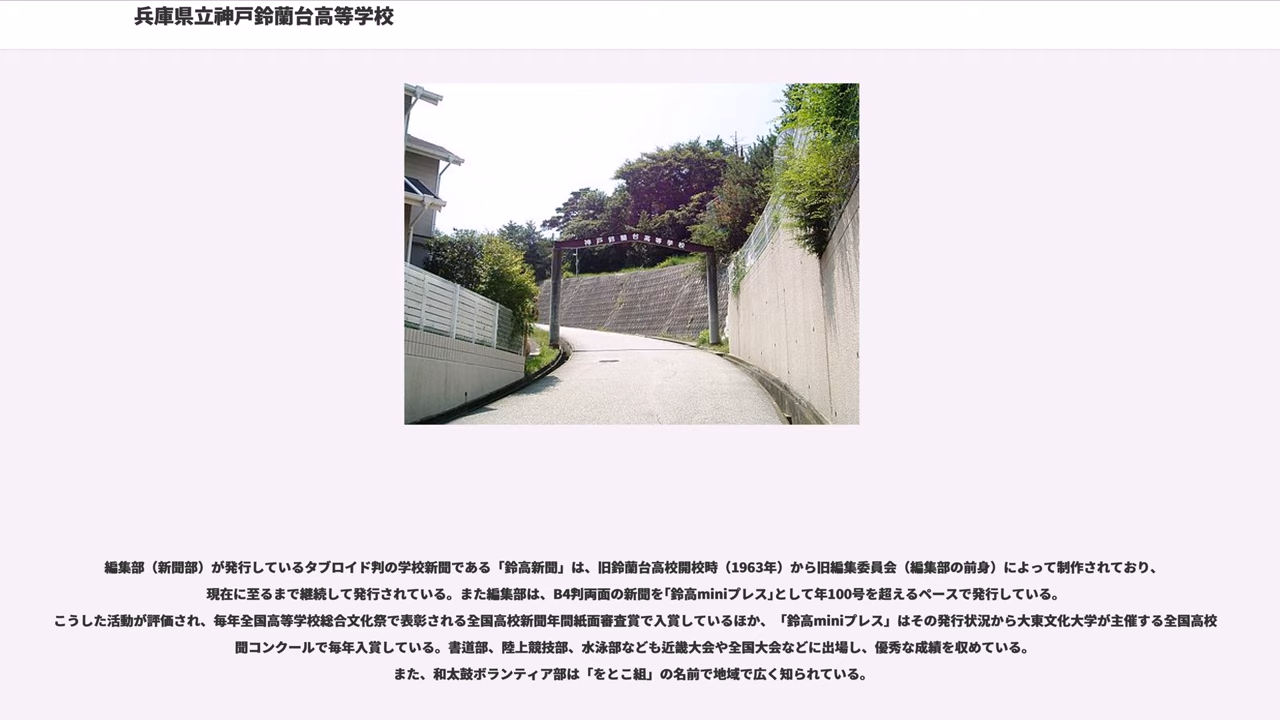 兵庫県立神戸鈴蘭台高等学校
神戸鈴蘭台高等学校
編集部（新聞部）が発行しているタブロイド判の学校新聞である「鈴高新聞」は、旧鈴蘭台高校開校時（1963年）から旧編集委員会（編集部の前身）によって制作されており、
現在に至るまで継続して発行されている。また編集部は、B4判両面の新聞を｢鈴高miniプレス｣として年100号を超えるペースで発行している。
こうした活動が評価され、毎年全国高等学校総合文化祭で表彰される全国高校新聞年間紙面審査賞で入賞しているほか、「鈴高miniプレス」はその発行状況から大東文化大学が主催する全国高校
聞コンクールで毎年入賞している。書道部、陸上競技部、水泳部なども近畿大会や全国大会などに出場し、優秀な成績を収めている。
また、和太鼓ボランティア部は「をとこ組」の名前で地域で広く知られている。